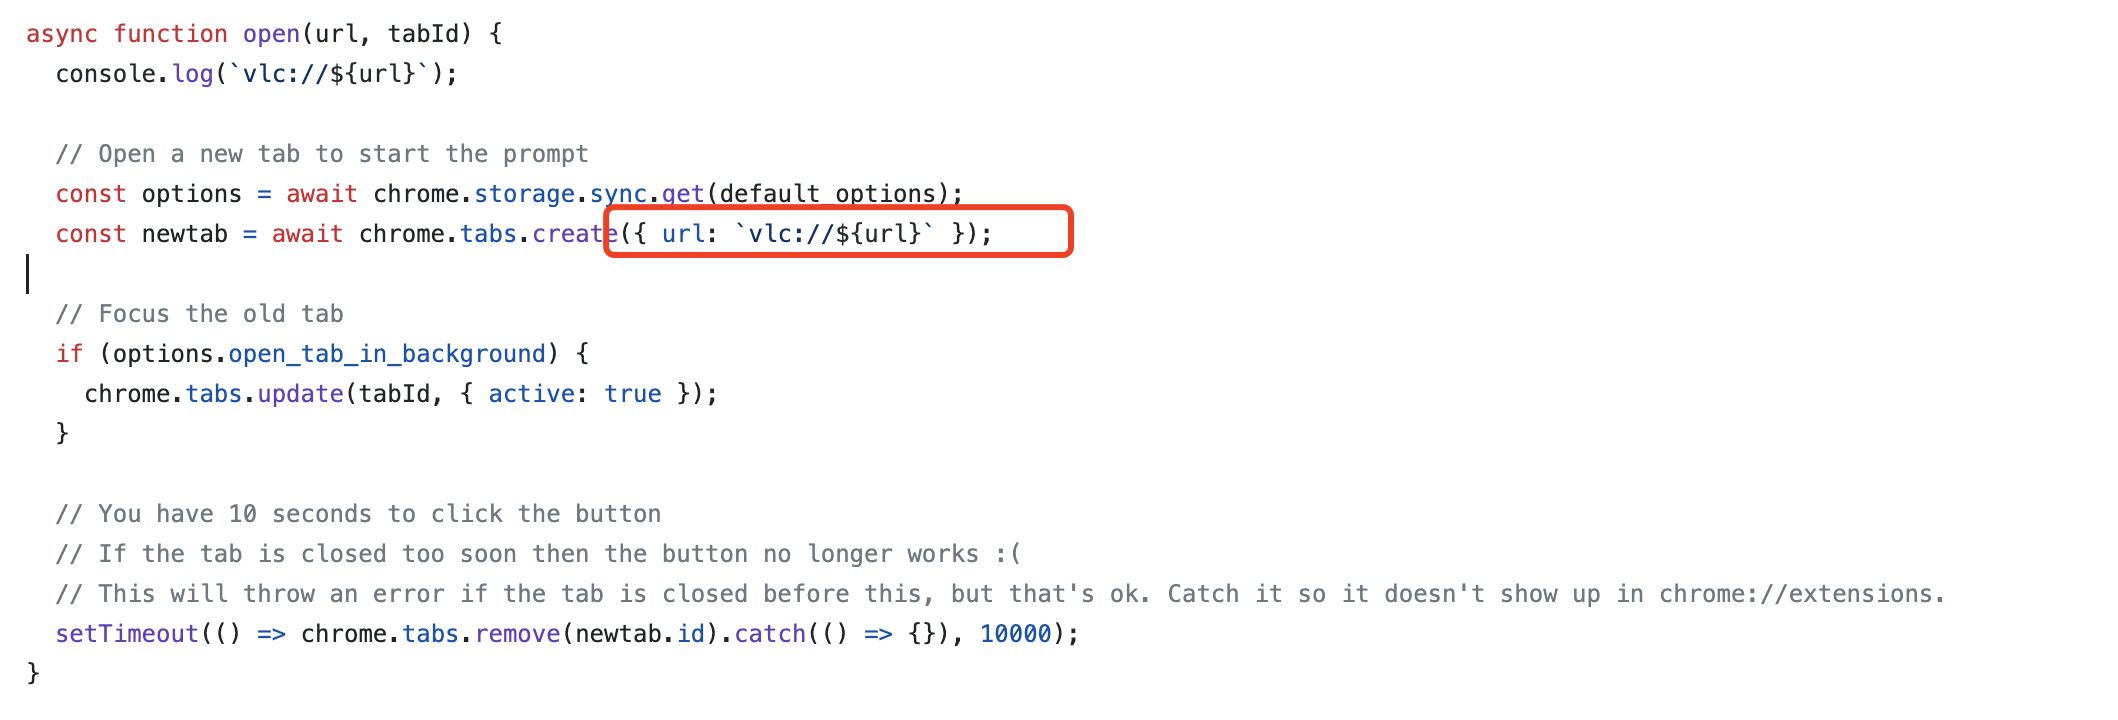 async function open(url, tabId) {
  console.log(`vlc://${url}`);
  // Open a new tab to start the prompt
  const options = await chrome.storage.sync.get(default_options);
  const newtab = await chrome.tabs.create({ url: `vlc://${url}` });
  // Focus the old tab
  if (options.open_tab_in_background) {
    chrome.tabs.update(tabId, { active: true });
  }
  // You have 10 seconds to click the button
  // If the tab is closed too soon then the button no longer works :(
  // This will throw an error if the tab is closed before this, but that's ok. Catch it so it doesn't show up in chrome://extensions.
  setTimeout(() => chrome.tabs.remove(newtab.id).catch(() => {}), 10000);
}